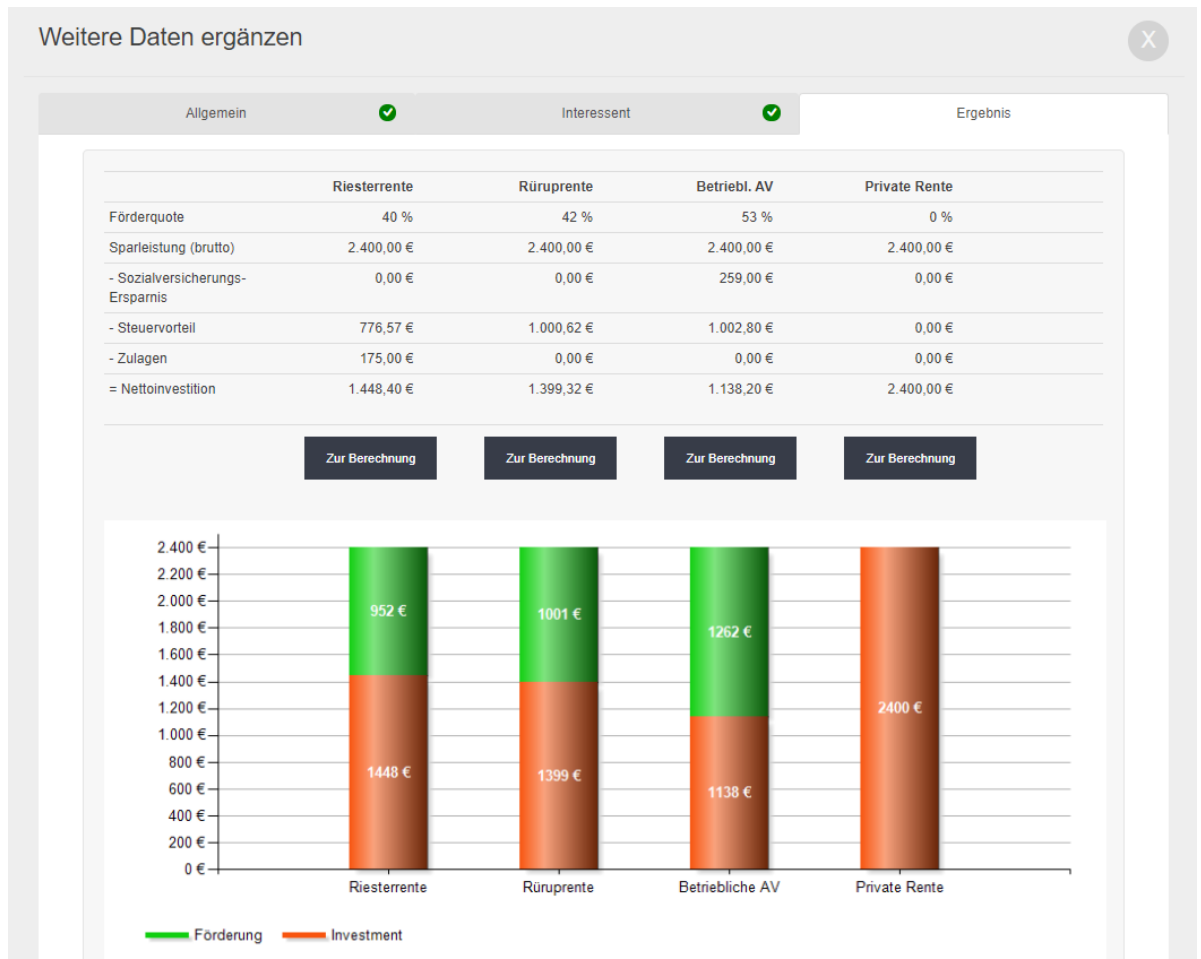 Weitere Daten ergänzen
X
Allgemein Interessent Ergebnis
Riesterrente Rüruprente Betriebl. AV Private Rente
Förderquote 40 % 42 % 53 % 0 %
Sparleistung (brutto) 2.400,00 € 2.400,00 € 2.400,00 € 2.400,00 €
- Sozialversicherungs- 0,00 € 0,00 € 259,00 € 0,00 €
Ersparnis
- Steuervorteil 776,57 € 1.000,62 € 1.002,80 € 0,00 €
- Zulagen 175,00 € 0,00 € 0,00 € 0,00 €
= Nettoinvestition 1.448,40 € 1.399,32 € 1.138,20 € 2.400,00 €
Zur Berechnung Zur Berechnung Zur Berechnung Zur Berechnung
2.400 €
2.200 €
2.000 €
1.800 €
1.600 €
1.400 €
1.200 €
1.000 €
800 €
600 €
400 €
200 €
0 €
952 € 1001 € 1262 €
2400 €
1448 € 1399 € 1138 €
Riesterrente Rüruprente Betriebliche AV Private Rente
Förderung Investment